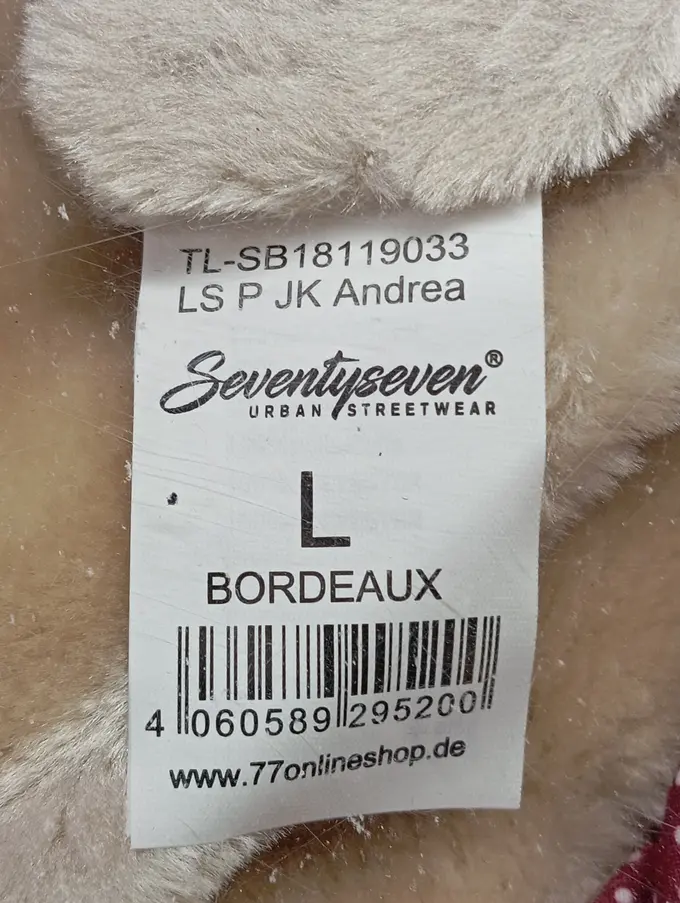 TL-SB18119033
LS P JK Andrea
Seventyseven®
URBAN STREETWEAR
L
BORDEAUX
4 060589 295200
www.77onlineshop.de